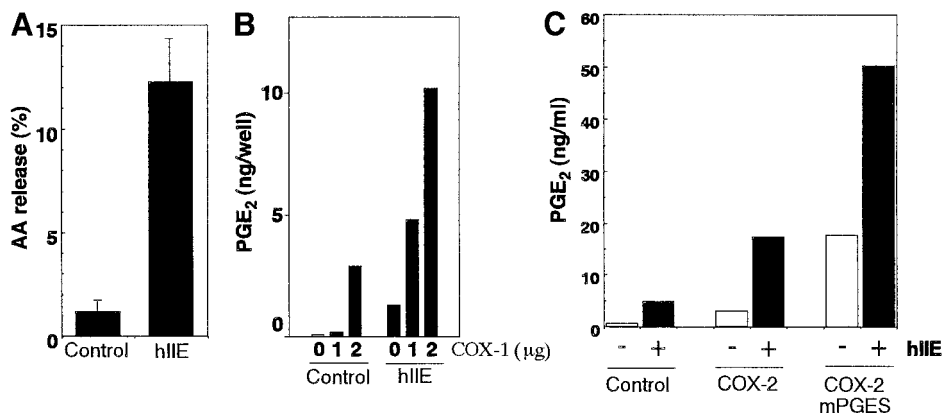 A
AA release (%)
15
10
5
0
Control
hIIE
B
PGE2 (ng/well)
10
5
0
0 1 2 0 1 2 COX-1 (μg)
Control
hIIE
C
PGE2 (ng/ml)
60
50
40
30
20
10
0
- + - + - + hIIE
Control
COX-2
COX-2
mPGES